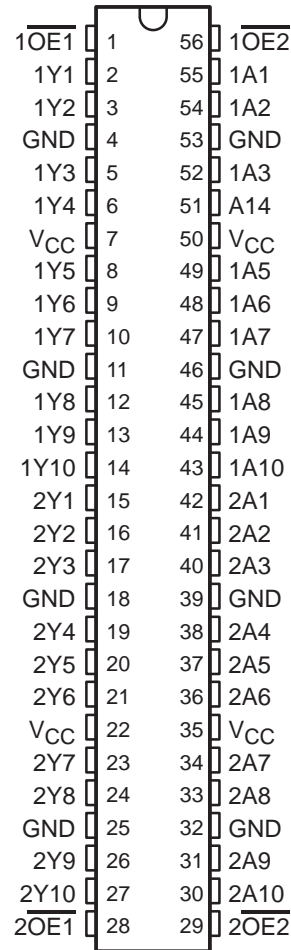 1OE1 1 56 1OE2
1Y1 2 55 1A1
1Y2 3 54 1A2
GND 4 53 GND
1Y3 5 52 1A3
1Y4 6 51 A14
VCC 7 50 VCC
1Y5 8 49 1A5
1Y6 9 48 1A6
1Y7 10 47 1A7
GND 11 46 GND
1Y8 12 45 1A8
1Y9 13 44 1A9
1Y10 14 43 1A10
2Y1 15 42 2A1
2Y2 16 41 2A2
2Y3 17 40 2A3
GND 18 39 GND
2Y4 19 38 2A4
2Y5 20 37 2A5
2Y6 21 36 2A6
VCC 22 35 VCC
2Y7 23 34 2A7
2Y8 24 33 2A8
GND 25 32 GND
2Y9 26 31 2A9
2Y10 27 30 2A10
2OE1 28 29 2OE2